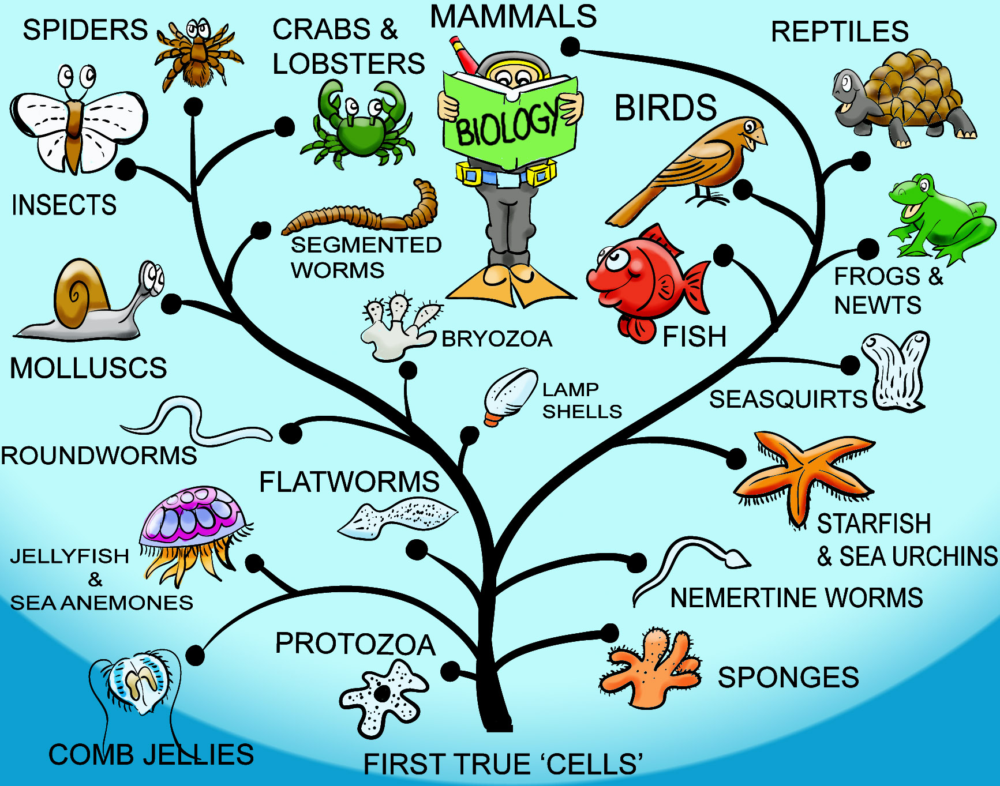 MAMMALS
SPIDERS
CRABS &
LOBSTERS
REPTILES
BIRDS
BIOLOGY
INSECTS
SEGMENTED
WORMS
FROGS &
NEWTS
FISH
BRYOZOA
MOLLUSCS
LAMP
SHELLS
SEASQUIRTS
ROUNDWORMS
FLATWORMS
STARFISH
& SEA URCHINS
JELLYFISH
&
SEA ANEMONES
NEMERTINE WORMS
PROTOZOA
SPONGES
COMB JELLIES
FIRST TRUE ‘CELLS’